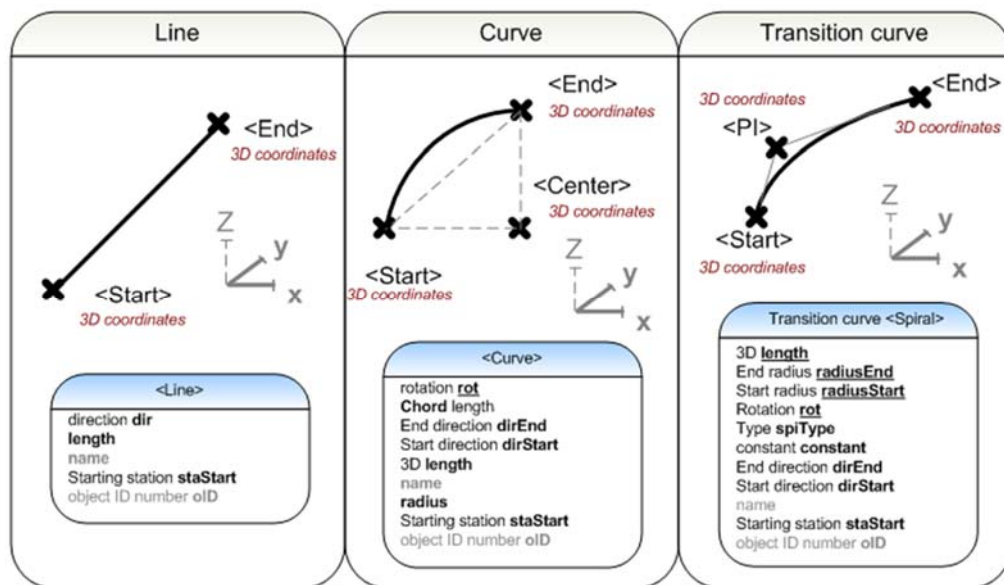 Line
<End>
3D coordinates
Z
y
x
<Start>
3D coordinates
<Line>
direction dir
length
name
Starting station staStart
object ID number oID
Curve
<End>
3D coordinates
<Center>
3D coordinates
<Start>
3D coordinates
Z
y
x
<Curve>
rotation rot
Chord length
End direction dirEnd
Start direction dirStart
3D length
name
radius
Starting station staStart
object ID number oID
Transition curve
<End>
3D coordinates
3D coordinates
<PI>
<Start>
3D coordinates
Z
y
x
Transition curve <Spiral>
3D length
End radius radiusEnd
Start radius radiusStart
Rotation rot
Type spiType
constant constant
End direction dirEnd
Start direction dirStart
name
Starting station staStart
object ID number oID